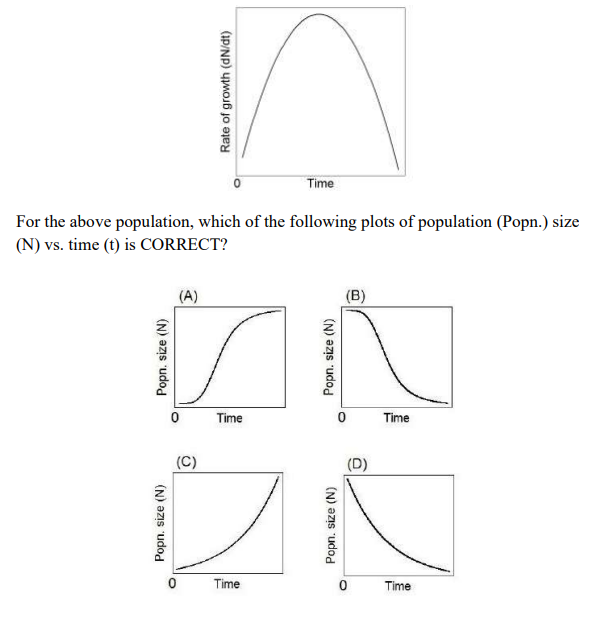 Rate of growth (dN/dt)
0 Time
For the above population, which of the following plots of population (Popn.) size
(N) vs. time (t) is CORRECT?
(A)
Popn. size (N)
0 Time
(B)
Popn. size (N)
0 Time
(C)
Popn. size (N)
0 Time
(D)
Popn. size (N)
0 Time